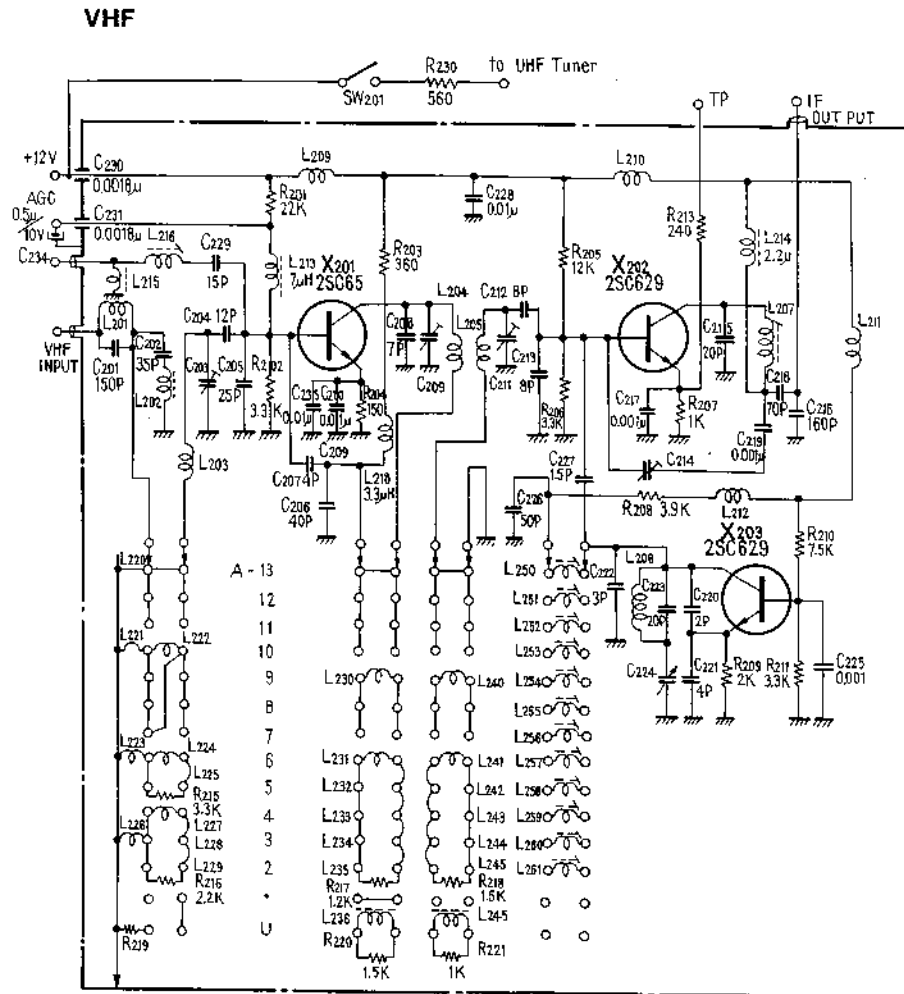 VHF
R230
to UHF Tuner
SW201
560
TP
IF
OUT PUT
+12V
C230
0.0018µ
L209
L210
AGC
0.5µ
10V
C231
0.0018µ
R201
22K
C228
0.01µ
R213
240
C234
L216
C229
15P
L213
7µH
X201
2SC65
R203
360
R205
12K
X202
2SC629
L214
2.2µ
L215
L201
C204 12P
L204
C212 8P
L207
L211
VHF
INPUT
C201
150P
C202
35P
C203
C205
25P
R202
3.3K
7P
L205
C213
C215
20P
L202
C235
0.01µ
R204
150
C209
C211
8P
R206
3.3K
C217
0.001µ
R207
1K
C218
70P
C216
160P
L203
C209
C207 4P
C206
40P
3.3µH
C227
1.5P
C214
C219
0.001µ
C226
50P
R208 3.9K
L212
X203
2SC629
R210
7.5K
L220
A - 13
L250
C222
3P
L208
C223
20P
C220
2P
12
L251
11
L252
L221
L222
10
L253
C224
C221
4P
R209
2K
R211
3.3K
C225
0.001
9
L230
L240
L254
8
L255
7
L256
L223
L224
6
L231
L241
L257
L225
R215
3.3K
5
L232
L242
L258
L226
L227
4
L233
L243
L259
L228
3
L234
L244
L260
L229
2
L235
L245
L261
R216
2.2K
R217
1.2K
R218
1.5K
*
R219
U
L236
L245
R220
1.5K
R221
1K